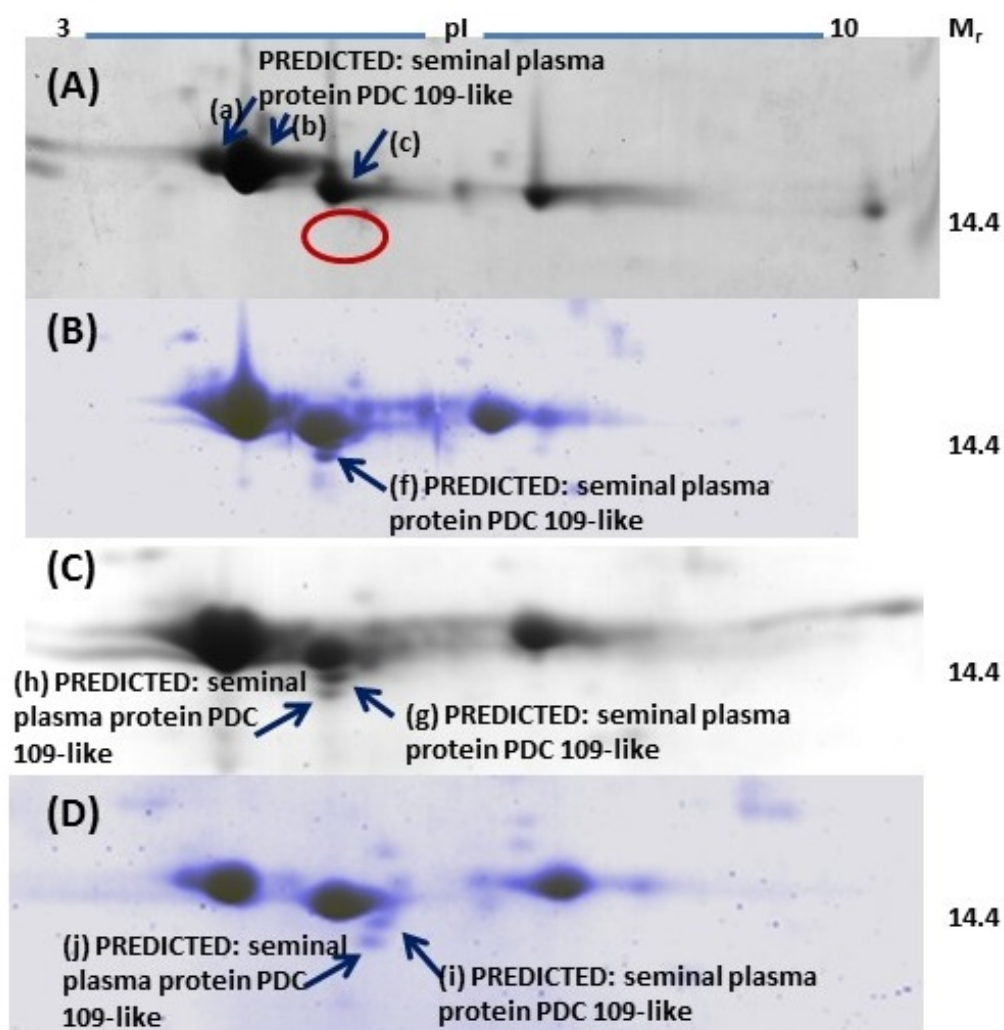 3 pI 10 Mr
(A)
PREDICTED: seminal plasma
protein PDC 109-like
(a)
(b)
(c)
14.4
(B)
14.4
(f) PREDICTED: seminal plasma
protein PDC 109-like
(C)
14.4
(h) PREDICTED: seminal
plasma protein PDC
109-like
(g) PREDICTED: seminal plasma
protein PDC 109-like
(D)
14.4
(j) PREDICTED: seminal
plasma protein PDC
109-like
(i) PREDICTED: seminal plasma
protein PDC 109-like